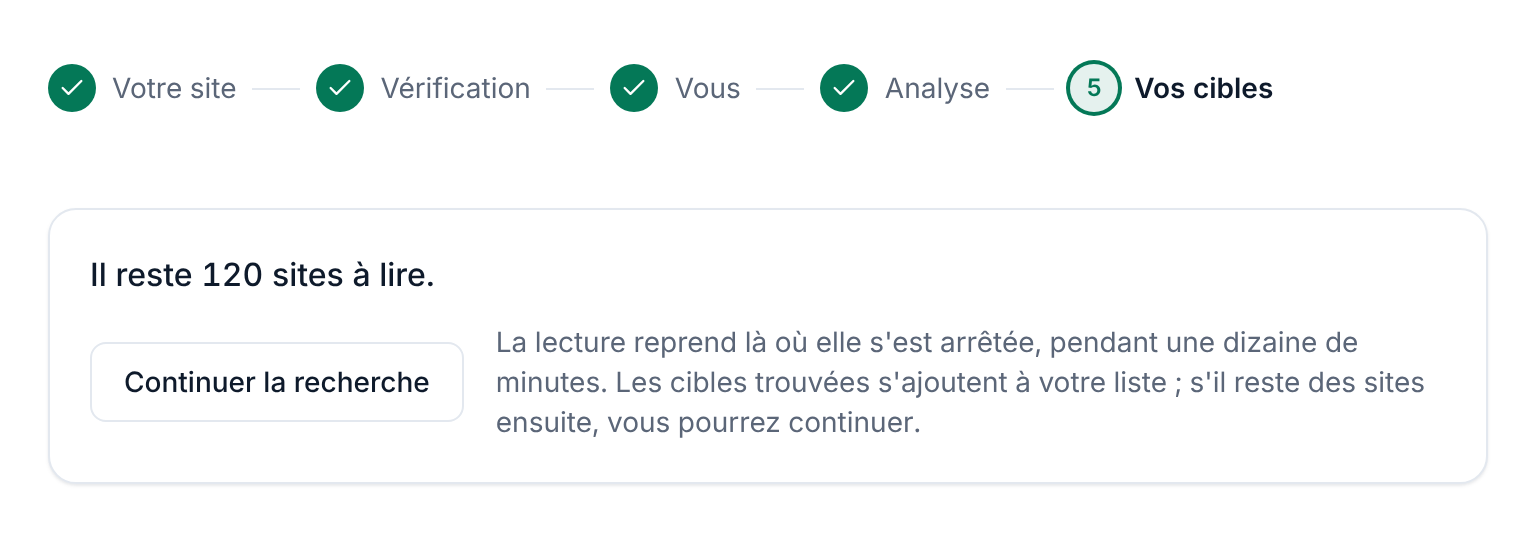 Votre site
Vérification
Vous
Analyse
5 Vos cibles
Il reste 120 sites à lire.
Continuer la recherche
La lecture reprend là où elle s'est arrêtée, pendant une dizaine de
minutes. Les cibles trouvées s'ajoutent à votre liste ; s'il reste des sites
ensuite, vous pourrez continuer.